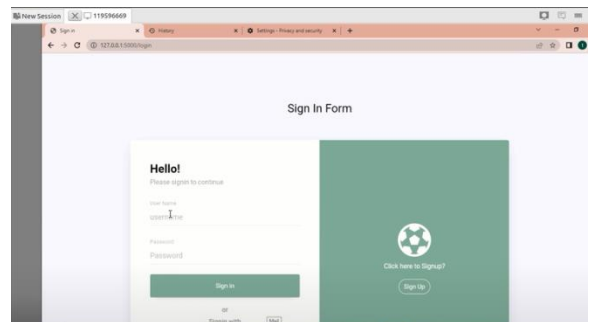 New Session 119596669
Sign in History Settings - Privacy and security
127.0.0.1:5000/login
Sign In Form
Hello!
Please signin to continue
User Name
username
Password
Password
Sign in
or
Signin with
Click here to Signup?
Sign Up